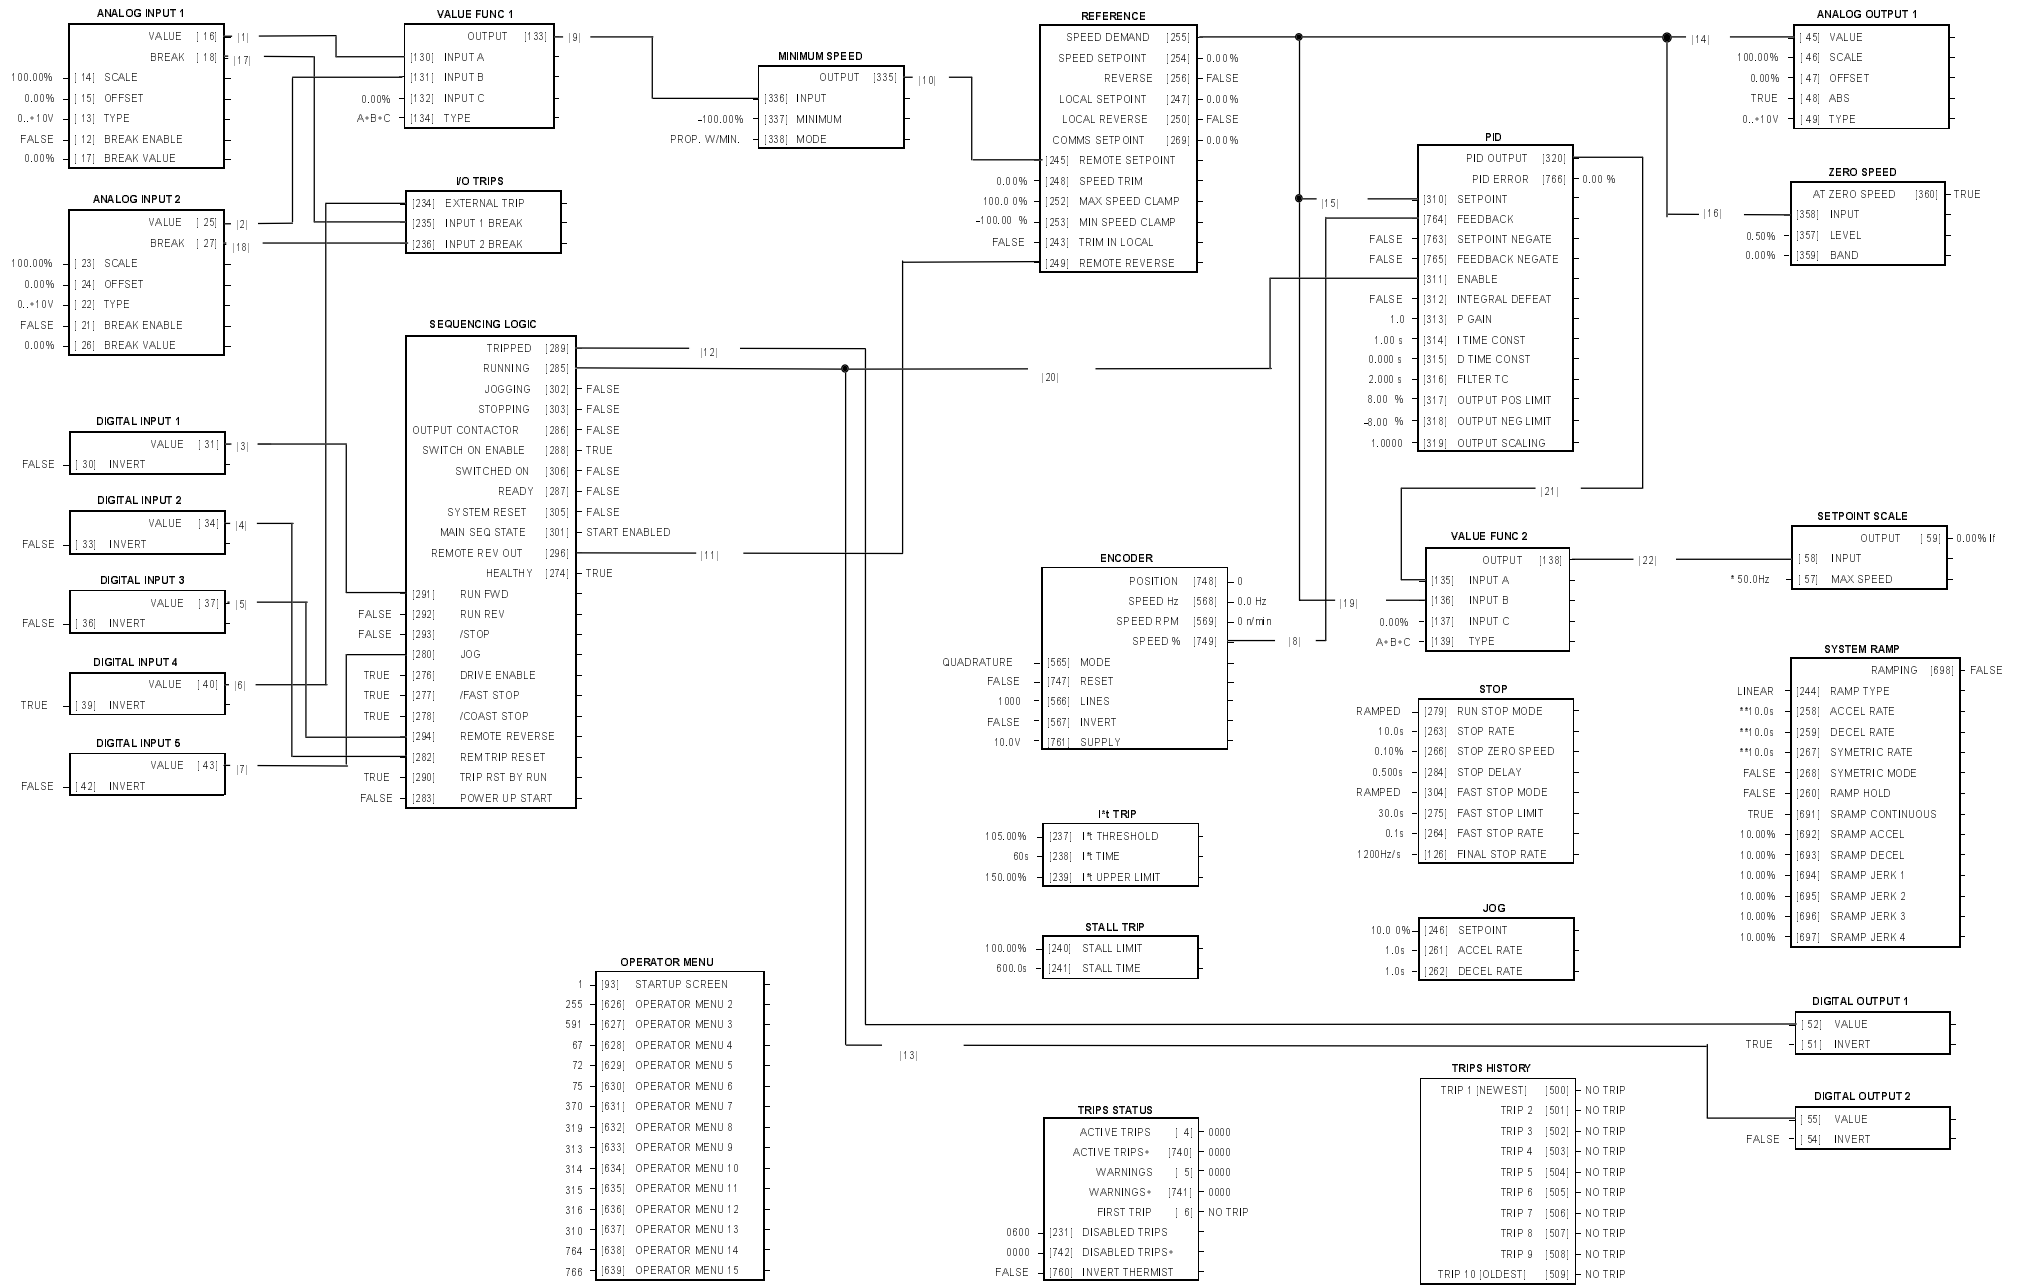 ANALOG INPUT 1
VALUE [ 16] |1|
BREAK [ 18] |17|
100.00% [ 14] SCALE
0.00% [ 15] OFFSET
0..+10V [ 13] TYPE
FALSE [ 12] BREAK ENABLE
0.00% [ 17] BREAK VALUE
ANALOG INPUT 2
VALUE [ 25] |2|
BREAK [ 27] |18|
100.00% [ 23] SCALE
0.00% [ 24] OFFSET
0..+10V [ 22] TYPE
FALSE [ 21] BREAK ENABLE
0.00% [ 26] BREAK VALUE
DIGITAL INPUT 1
VALUE [ 31] |3|
FALSE [ 30] INVERT
DIGITAL INPUT 2
VALUE [ 34] |4|
FALSE [ 33] INVERT
DIGITAL INPUT 3
VALUE [ 37] |5|
FALSE [ 36] INVERT
DIGITAL INPUT 4
VALUE [ 40] |6|
TRUE [ 39] INVERT
DIGITAL INPUT 5
VALUE [ 43] |7|
FALSE [ 42] INVERT
VALUE FUNC 1
OUTPUT [133] |9|
[130] INPUT A
[131] INPUT B
0.00% [132] INPUT C
A+B+C [134] TYPE
I/O TRIPS
[234] EXTERNAL TRIP
[235] INPUT 1 BREAK
[236] INPUT 2 BREAK
SEQUENCING LOGIC
TRIPPED [289] |12|
RUNNING [285] |20|
JOGGING [302] FALSE
STOPPING [303] FALSE
OUTPUT CONTACTOR [286] FALSE
SWITCH ON ENABLE [288] TRUE
SWITCHED ON [306] FALSE
READY [287] FALSE
SYSTEM RESET [305] FALSE
MAIN SEQ STATE [301] START ENABLED
REMOTE REV OUT [296] |11|
HEALTHY [274] TRUE
[291] RUN FWD
FALSE [292] RUN REV
FALSE [293] /STOP
[280] JOG
TRUE [276] DRIVE ENABLE
TRUE [277] /FAST STOP
TRUE [278] /COAST STOP
[294] REMOTE REVERSE
[282] REM TRIP RESET
TRUE [290] TRIP RST BY RUN
FALSE [283] POWER UP START
OPERATOR MENU
1 [93] STARTUP SCREEN
255 [626] OPERATOR MENU 2
591 [627] OPERATOR MENU 3
67 [628] OPERATOR MENU 4
72 [629] OPERATOR MENU 5
75 [630] OPERATOR MENU 6
370 [631] OPERATOR MENU 7
319 [632] OPERATOR MENU 8
313 [633] OPERATOR MENU 9
314 [634] OPERATOR MENU 10
315 [635] OPERATOR MENU 11
316 [636] OPERATOR MENU 12
310 [637] OPERATOR MENU 13
764 [638] OPERATOR MENU 14
766 [639] OPERATOR MENU 15
MINIMUM SPEED
OUTPUT [335] |10|
[336] INPUT
-100.00% [337] MINIMUM
PROP. W/MIN. [338] MODE
REFERENCE
SPEED DEMAND [255]
SPEED SETPOINT [254] 0.00%
REVERSE [256] FALSE
LOCAL SETPOINT [247] 0.00%
LOCAL REVERSE [250] FALSE
COMMS SETPOINT [269] 0.00%
[245] REMOTE SETPOINT
0.00% [248] SPEED TRIM
100.0 0% [252] MAX SPEED CLAMP
-100.00 % [253] MIN SPEED CLAMP
FALSE [243] TRIM IN LOCAL
[249] REMOTE REVERSE
ENCODER
POSITION [748] 0
SPEED Hz [568] 0.0 Hz
SPEED RPM [569] 0 n/min
SPEED % [749] |8|
QUADRATURE [565] MODE
FALSE [747] RESET
1000 [566] LINES
FALSE [567] INVERT
10.0V [761] SUPPLY
I*t TRIP
105.00% [237] I*t THRESHOLD
60s [238] I*t TIME
150.00% [239] I*t UPPER LIMIT
STALL TRIP
100.00% [240] STALL LIMIT
600.0s [241] STALL TIME
|13|
TRIPS STATUS
ACTIVE TRIPS [ 4] 0000
ACTIVE TRIPS+ [740] 0000
WARNINGS [ 5] 0000
WARNINGS+ [741] 0000
FIRST TRIP [ 6] NO TRIP
0600 [231] DISABLED TRIPS
0000 [742] DISABLED TRIPS+
FALSE [760] INVERT THERMIST
PID
PID OUTPUT [320]
PID ERROR [766] 0.00 %
|15| [310] SETPOINT
[764] FEEDBACK
FALSE [763] SETPOINT NEGATE
FALSE [765] FEEDBACK NEGATE
[311] ENABLE
FALSE [312] INTEGRAL DEFEAT
1.0 [313] P GAIN
1.00 s [314] I TIME CONST
0.000 s [315] D TIME CONST
2.000 s [316] FILTER TC
8.00 % [317] OUTPUT POS LIMIT
-8.00 % [318] OUTPUT NEG LIMIT
1.0000 [319] OUTPUT SCALING
|21|
VALUE FUNC 2
OUTPUT [138] |22|
[135] INPUT A
|19| [136] INPUT B
0.00% [137] INPUT C
A+B+C [139] TYPE
STOP
RAMPED [279] RUN STOP MODE
10.0s [263] STOP RATE
0.10% [266] STOP ZERO SPEED
0.500s [284] STOP DELAY
RAMPED [304] FAST STOP MODE
30.0s [275] FAST STOP LIMIT
0.1s [264] FAST STOP RATE
1200Hz/s [126] FINAL STOP RATE
JOG
10.0 0% [246] SETPOINT
1.0s [261] ACCEL RATE
1.0s [262] DECEL RATE
TRIPS HISTORY
TRIP 1 [NEWEST] [500] NO TRIP
TRIP 2 [501] NO TRIP
TRIP 3 [502] NO TRIP
TRIP 4 [503] NO TRIP
TRIP 5 [504] NO TRIP
TRIP 6 [505] NO TRIP
TRIP 7 [506] NO TRIP
TRIP 8 [507] NO TRIP
TRIP 9 [508] NO TRIP
TRIP 10 [OLDEST] [509] NO TRIP
ANALOG OUTPUT 1
|14| [ 45] VALUE
100.00% [ 46] SCALE
0.00% [ 47] OFFSET
TRUE [ 48] ABS
0..+10V [ 49] TYPE
ZERO SPEED
AT ZERO SPEED [360] TRUE
|16| [358] INPUT
0.50% [357] LEVEL
0.00% [359] BAND
SETPOINT SCALE
OUTPUT [ 59] 0.00% lf
[ 58] INPUT
* 50.0Hz [ 57] MAX SPEED
SYSTEM RAMP
RAMPING [698] FALSE
LINEAR [244] RAMP TYPE
**10.0s [258] ACCEL RATE
**10.0s [259] DECEL RATE
**10.0s [267] SYMETRIC RATE
FALSE [268] SYMETRIC MODE
FALSE [260] RAMP HOLD
TRUE [691] SRAMP CONTINUOUS
10.00% [692] SRAMP ACCEL
10.00% [693] SRAMP DECEL
10.00% [694] SRAMP JERK 1
10.00% [695] SRAMP JERK 2
10.00% [696] SRAMP JERK 3
10.00% [697] SRAMP JERK 4
DIGITAL OUTPUT 1
[ 52] VALUE
TRUE [ 51] INVERT
DIGITAL OUTPUT 2
[ 55] VALUE
FALSE [ 54] INVERT